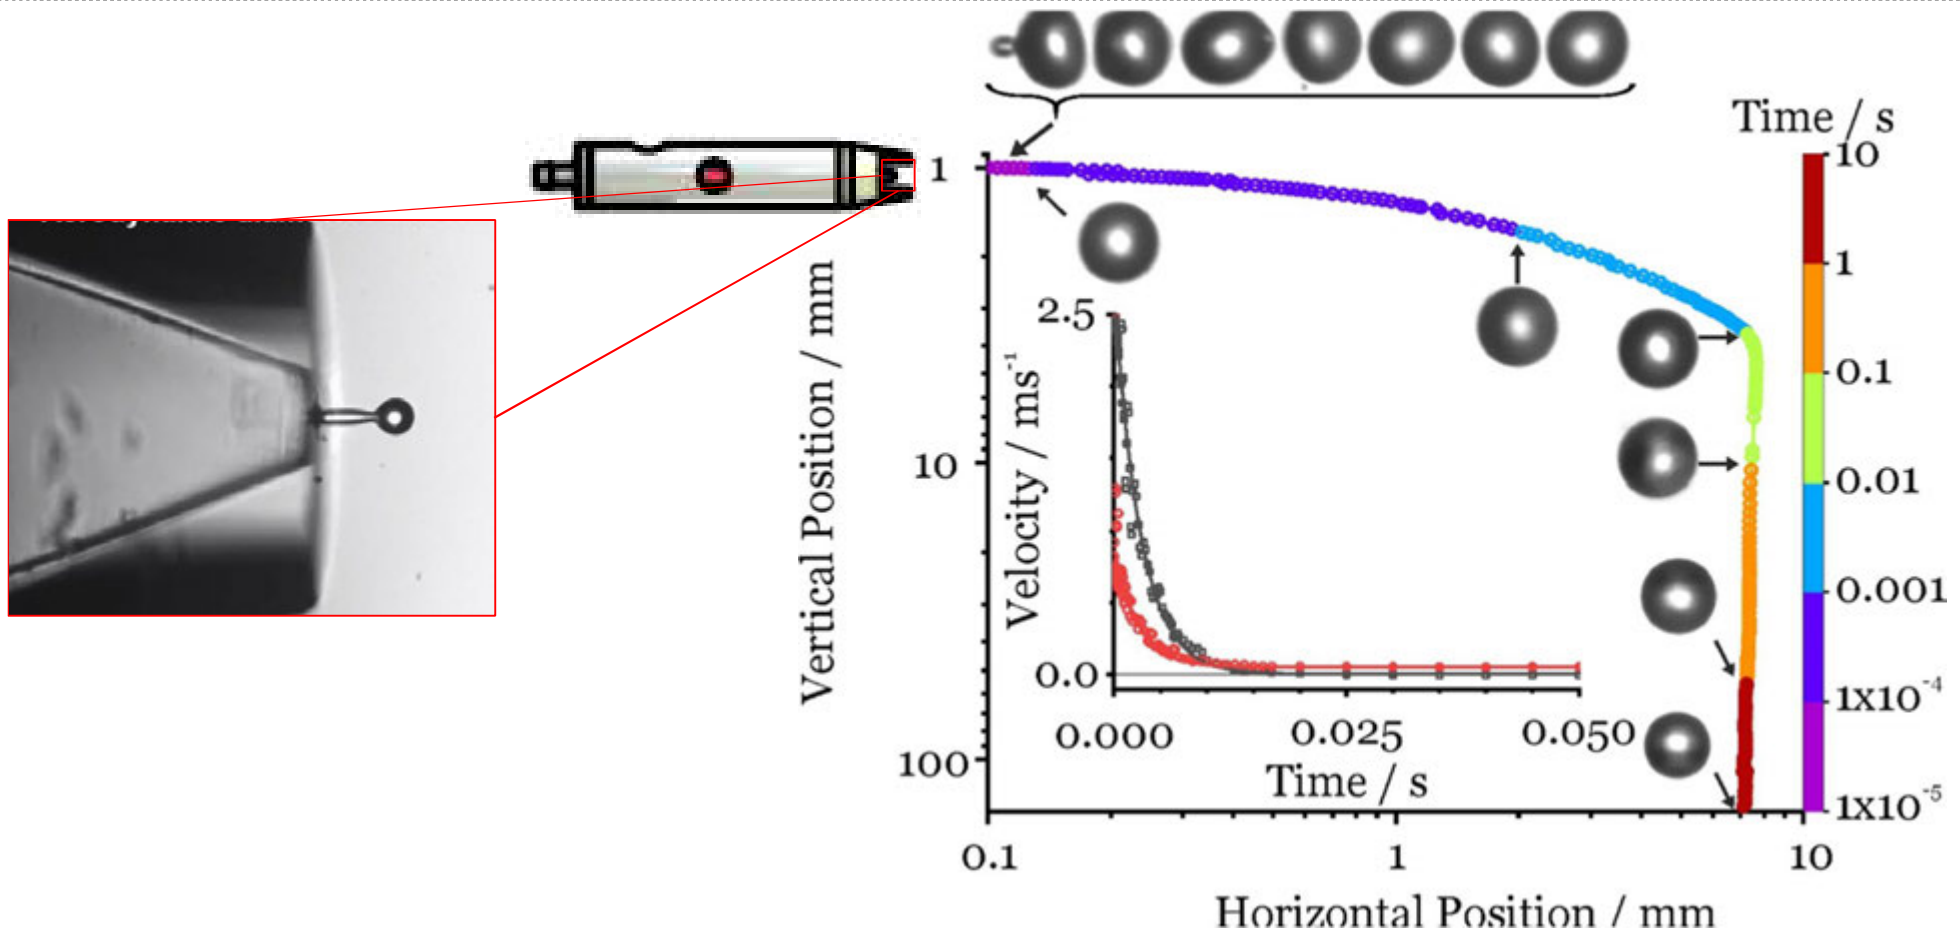 Time / s
10
1
0.1
0.01
0.001
1x10-4
1x10-5
Vertical Position / mm
1
10
100
Velocity / ms-1
2.5
0.0
0.000
0.025
0.050
Time / s
0.1
1
10
Horizontal Position / mm